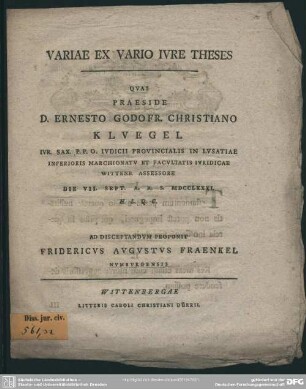 VARIAE EX VARIO IVRE THESES
QVAS
PRAESIDE
D. ERNESTO GODOFR. CHRISTIANO
KLVEGEL
IVR. SAX. P.P.O. IVDICII PROVINCIALIS IN LVSATIAE
INFERIORIS MARCHIONATV ET FACVLTATIS IVRIDICAE
WITTEB. ASSESSORE
DIE VII. SEPT. MDCCLXXXI.
H. L. Q. C.
AD DISCEPTANDVM PROPONIT
FRIDERICVS AVGVSTVS FRAENKEL
WITTENBERGAE
LITTERIS CAROLI CHRISTIANI DÜRRII.
Diss. jur. civ.
561,